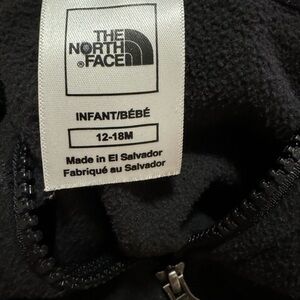 THE
NORTH
FACE
®
INFANT/BÉBÉ
12-18M
Made in El Salvador
Fabriqué au Salvador